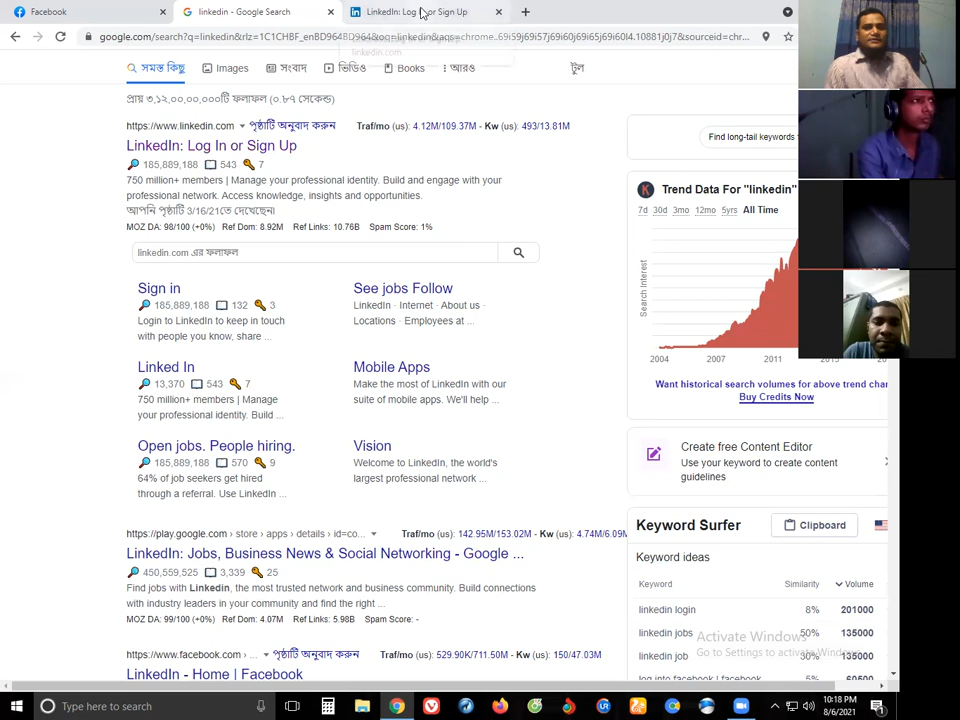 Facebook
linkedin - Google Search
LinkedIn: Log In or Sign Up
google.com/search?q=linkedin&rlz=1C1CHBF_enBD964BD964&oq=linkedin&aqs=chrome..69i59j69i57j69i60j69i65j69i60l4.10881j0j7&sourceid=chr...
linkedin.com
সমস্ত কিছু
Images
সংবাদ
ভিডিও
Books
আরও
টুল
প্রায় ৩,১২,০০,০০,০০০টি ফলাফল (০.৮৭ সেকেন্ড)
https://www.linkedin.com
পৃষ্ঠাটি অনুবাদ করুন
Traf/mo (us): 4.12M/109.37M - Kw (us): 493/13.81M
LinkedIn: Log In or Sign Up
185,889,188 543 7
750 million+ members | Manage your professional identity. Build and engage with your
professional network. Access knowledge, insights and opportunities.
আপনি পৃষ্ঠাটি 3/16/21তে দেখেছেন।
MOZ DA: 98/100 (+0%) Ref Dom: 8.92M Ref Links: 10.76B Spam Score: 1%
linkedin.com এর ফলাফল
Sign in
185,889,188 132 3
Login to LinkedIn to keep in touch
with people you know, share ...
See jobs Follow
LinkedIn · Internet · About us ·
Locations · Employees at ...
Linked In
13,370 543 7
750 million+ members | Manage
your professional identity. Build ...
Mobile Apps
Make the most of LinkedIn with our
suite of mobile apps. We'll help ...
Open jobs. People hiring.
185,889,188 570 9
64% of job seekers get hired
through a referral. Use LinkedIn ...
Vision
Welcome to LinkedIn, the world's
largest professional network ...
https://play.google.com › store › apps › details › id=co...
Traf/mo (us): 142.95M/153.02M - Kw (us): 4.74M/6.09M
LinkedIn: Jobs, Business News & Social Networking - Google ...
450,559,525 3,339 25
Find jobs with Linkedin, the most trusted network and business community. Build connections
with industry leaders in your community and find the right ...
MOZ DA: 99/100 (+0%) Ref Dom: 4.07M Ref Links: 5.98B Spam Score: -
https://www.facebook.com › ...
পৃষ্ঠাটি অনুবাদ করুন
Traf/mo (us): 529.90K/711.50M - Kw (us): 150/47.03M
LinkedIn - Home | Facebook
Find long-tail keywords
Trend Data For "linkedin"
7d 30d 3mo 12mo 5yrs All Time
Search Interest
2004 2007 2011
Want historical search volumes for above trend char
Buy Credits Now
Create free Content Editor
Use your keyword to create content
guidelines
Keyword Surfer
Clipboard
Keyword ideas
Keyword Similarity Volume
linkedin login 8% 201000
linkedin jobs 50% 135000
linkedin job 30% 135000
log into facebook | facebook 5% 60500
Activate Windows
Go to Settings to activate Windows.
Type here to search
10:18 PM
8/6/2021
1